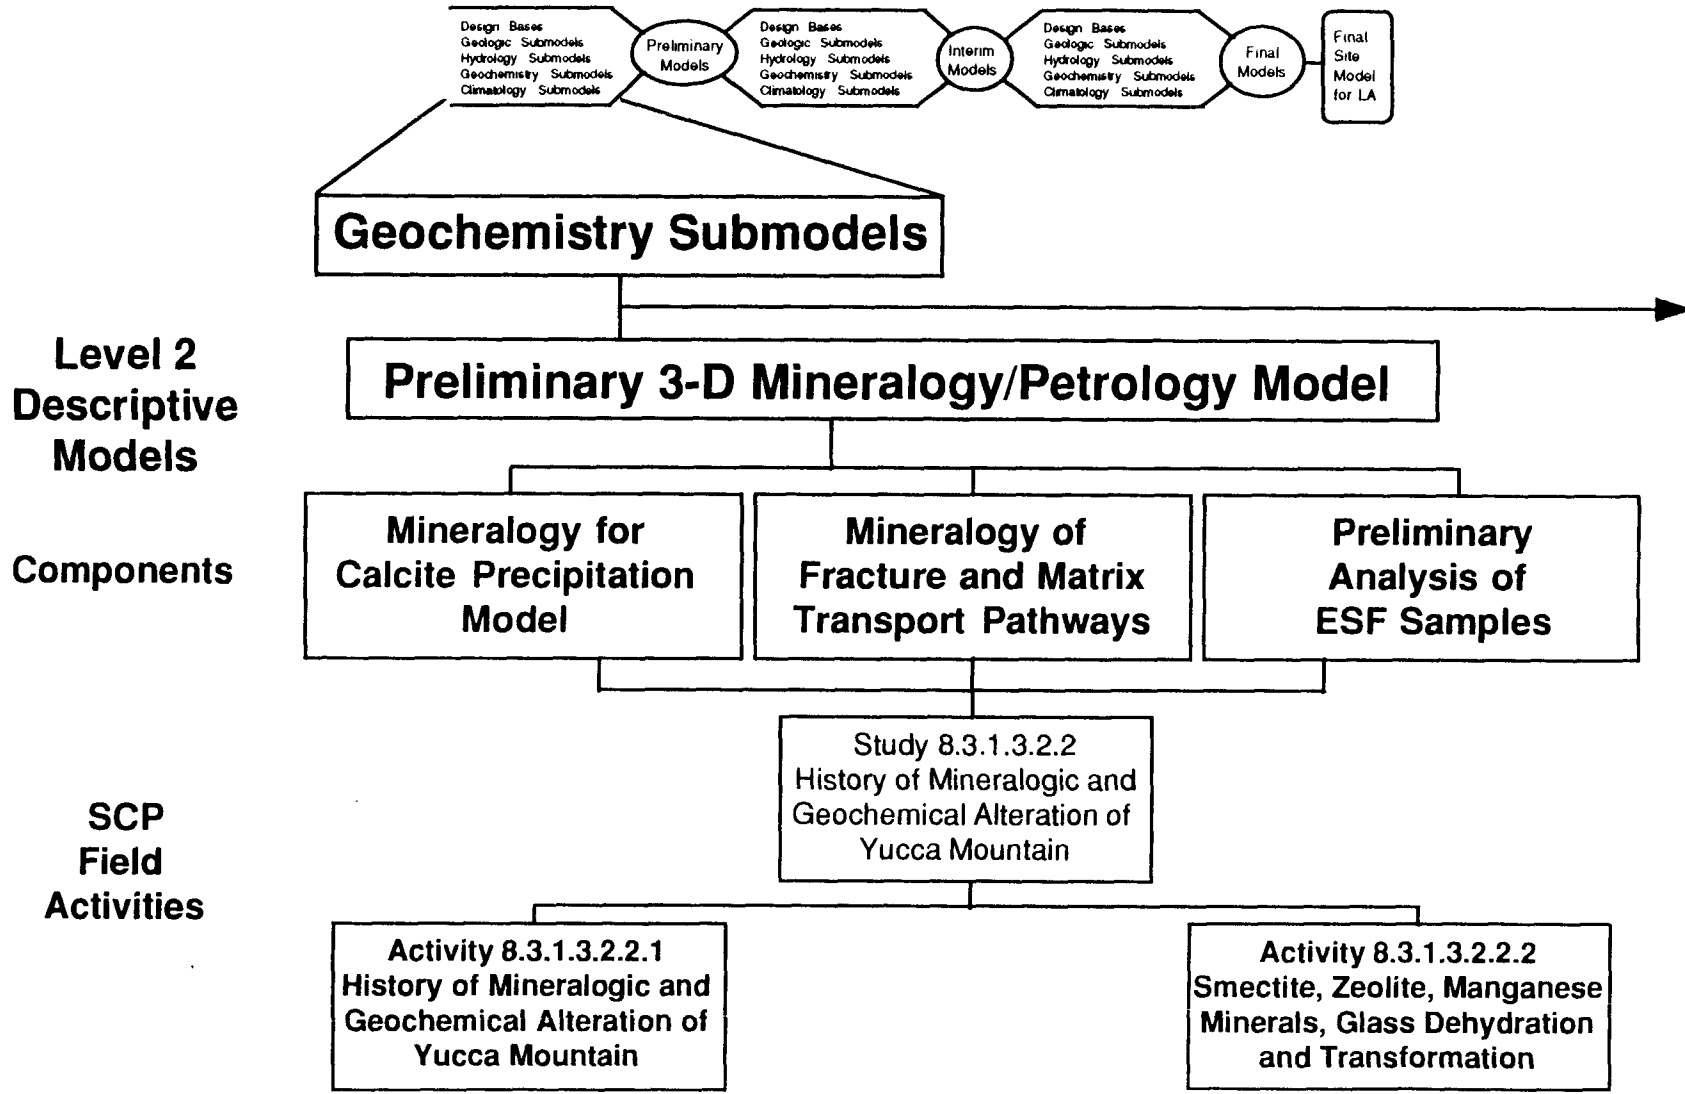 Design Bases
Geologic Submodels
Hydrology Submodels
Geochemistry Submodels
Climatology Submodels
Preliminary
Models
Design Bases
Geologic Submodels
Hydrology Submodels
Geochemistry Submodels
Climatology Submodels
Interim
Models
Design Bases
Geologic Submodels
Hydrology Submodels
Geochemistry Submodels
Climatology Submodels
Final
Models
Final
Site
Model
for LA
Geochemistry Submodels
Level 2
Descriptive
Models
Preliminary 3-D Mineralogy/Petrology Model
Components
Mineralogy for
Calcite Precipitation
Model
Mineralogy of
Fracture and Matrix
Transport Pathways
Preliminary
Analysis of
ESF Samples
SCP
Field
Activities
Study 8.3.1.3.2.2
History of Mineralogic and
Geochemical Alteration of
Yucca Mountain
Activity 8.3.1.3.2.2.1
History of Mineralogic and
Geochemical Alteration of
Yucca Mountain
Activity 8.3.1.3.2.2.2
Smectite, Zeolite, Manganese
Minerals, Glass Dehydration
and Transformation